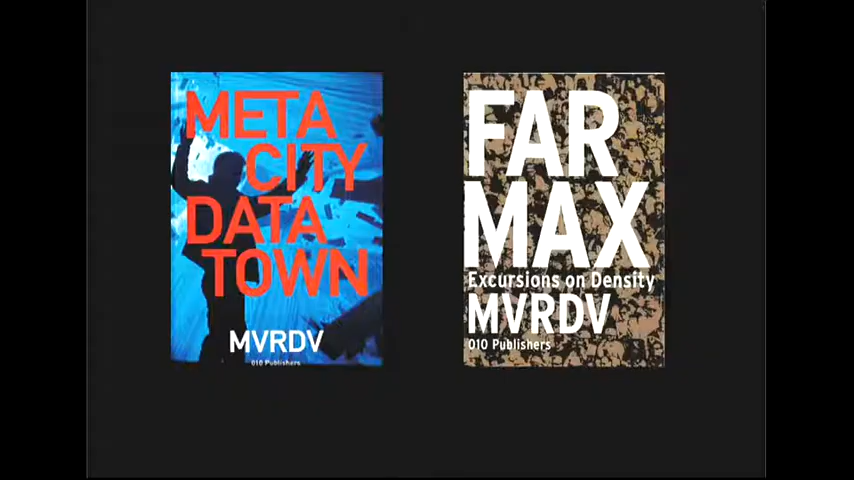 META
CITY
DATA
TOWN
MVRDV
010 Publishers
FAR
MAX
Excursions on Density
MVRDV
010 Publishers